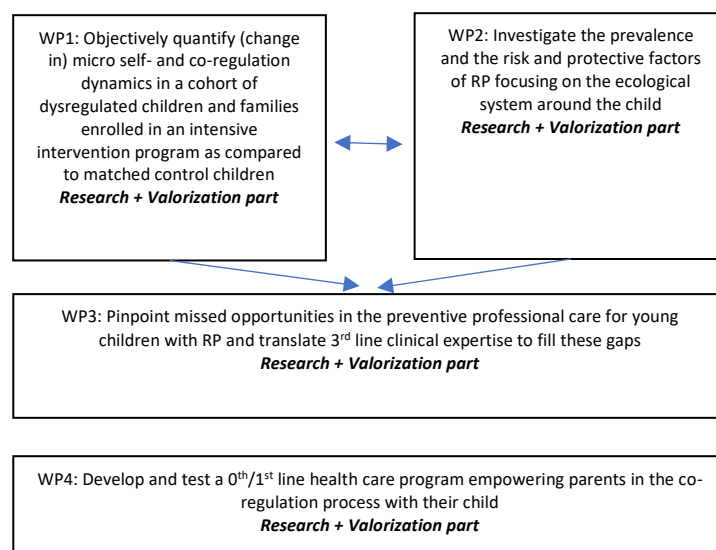 WP1: Objectively quantify (change
in) micro self- and co-regulation
dynamics in a cohort of
dysregulated children and families
enrolled in an intensive
intervention program as compared
to matched control children
Research + Valorization part
WP2: Investigate the prevalence
and the risk and protective factors
of RP focusing on the ecological
system around the child
Research + Valorization part
WP3: Pinpoint missed opportunities in the preventive professional care for young
children with RP and translate 3rd line clinical expertise to fill these gaps
Research + Valorization part
WP4: Develop and test a 0th/1st line health care program empowering parents in the co-
regulation process with their child
Research + Valorization part